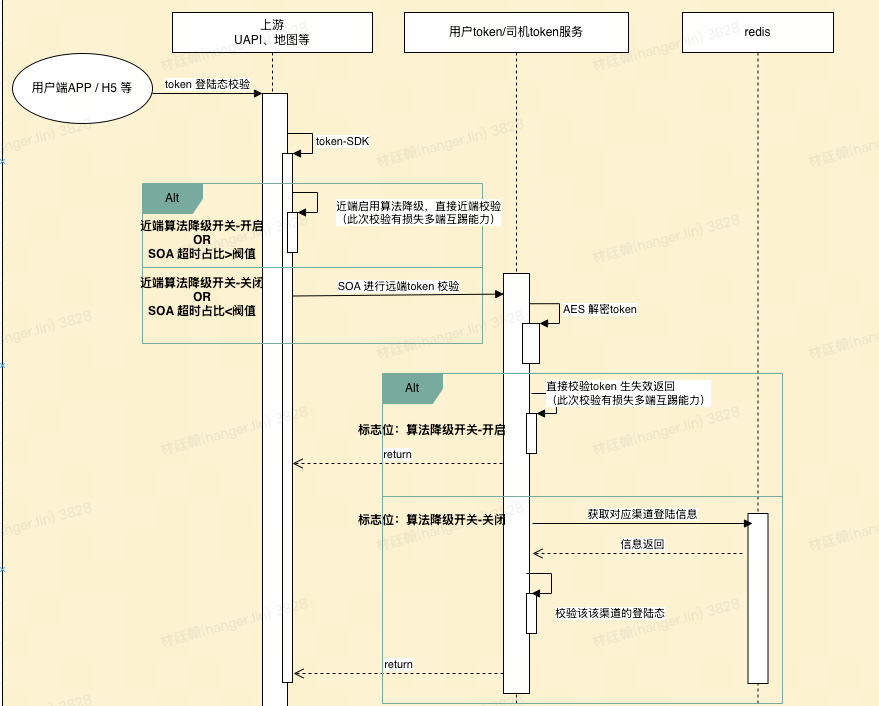 上游
UAPI、地图等
用户token/司机token服务
redis
用户端APP / H5 等
token 登陆态校验
token-SDK
Alt
近端启用算法降级，直接近端校验
（此次校验有损失多端互踢能力）
近端算法降级开关-开启
OR
SOA 超时占比>阀值
近端算法降级开关-关闭
OR
SOA 超时占比<阀值
SOA 进行远端token 校验
AES 解密token
Alt
直接校验token 生失效返回
（此次校验有损失多端互踢能力）
标志位：算法降级开关-开启
return
标志位：算法降级开关-关闭
获取对应渠道登陆信息
信息返回
校验该该渠道的登陆态
return
林廷翰(hanger.lin) 3828